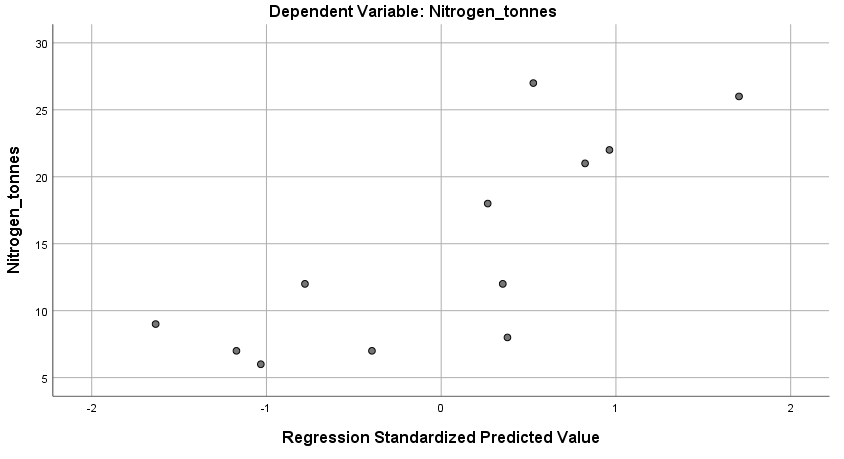 Dependent Variable: Nitrogen_tonnes
30
25
20
15
10
5
Nitrogen_tonnes
-2 -1 0 1 2
Regression Standardized Predicted Value